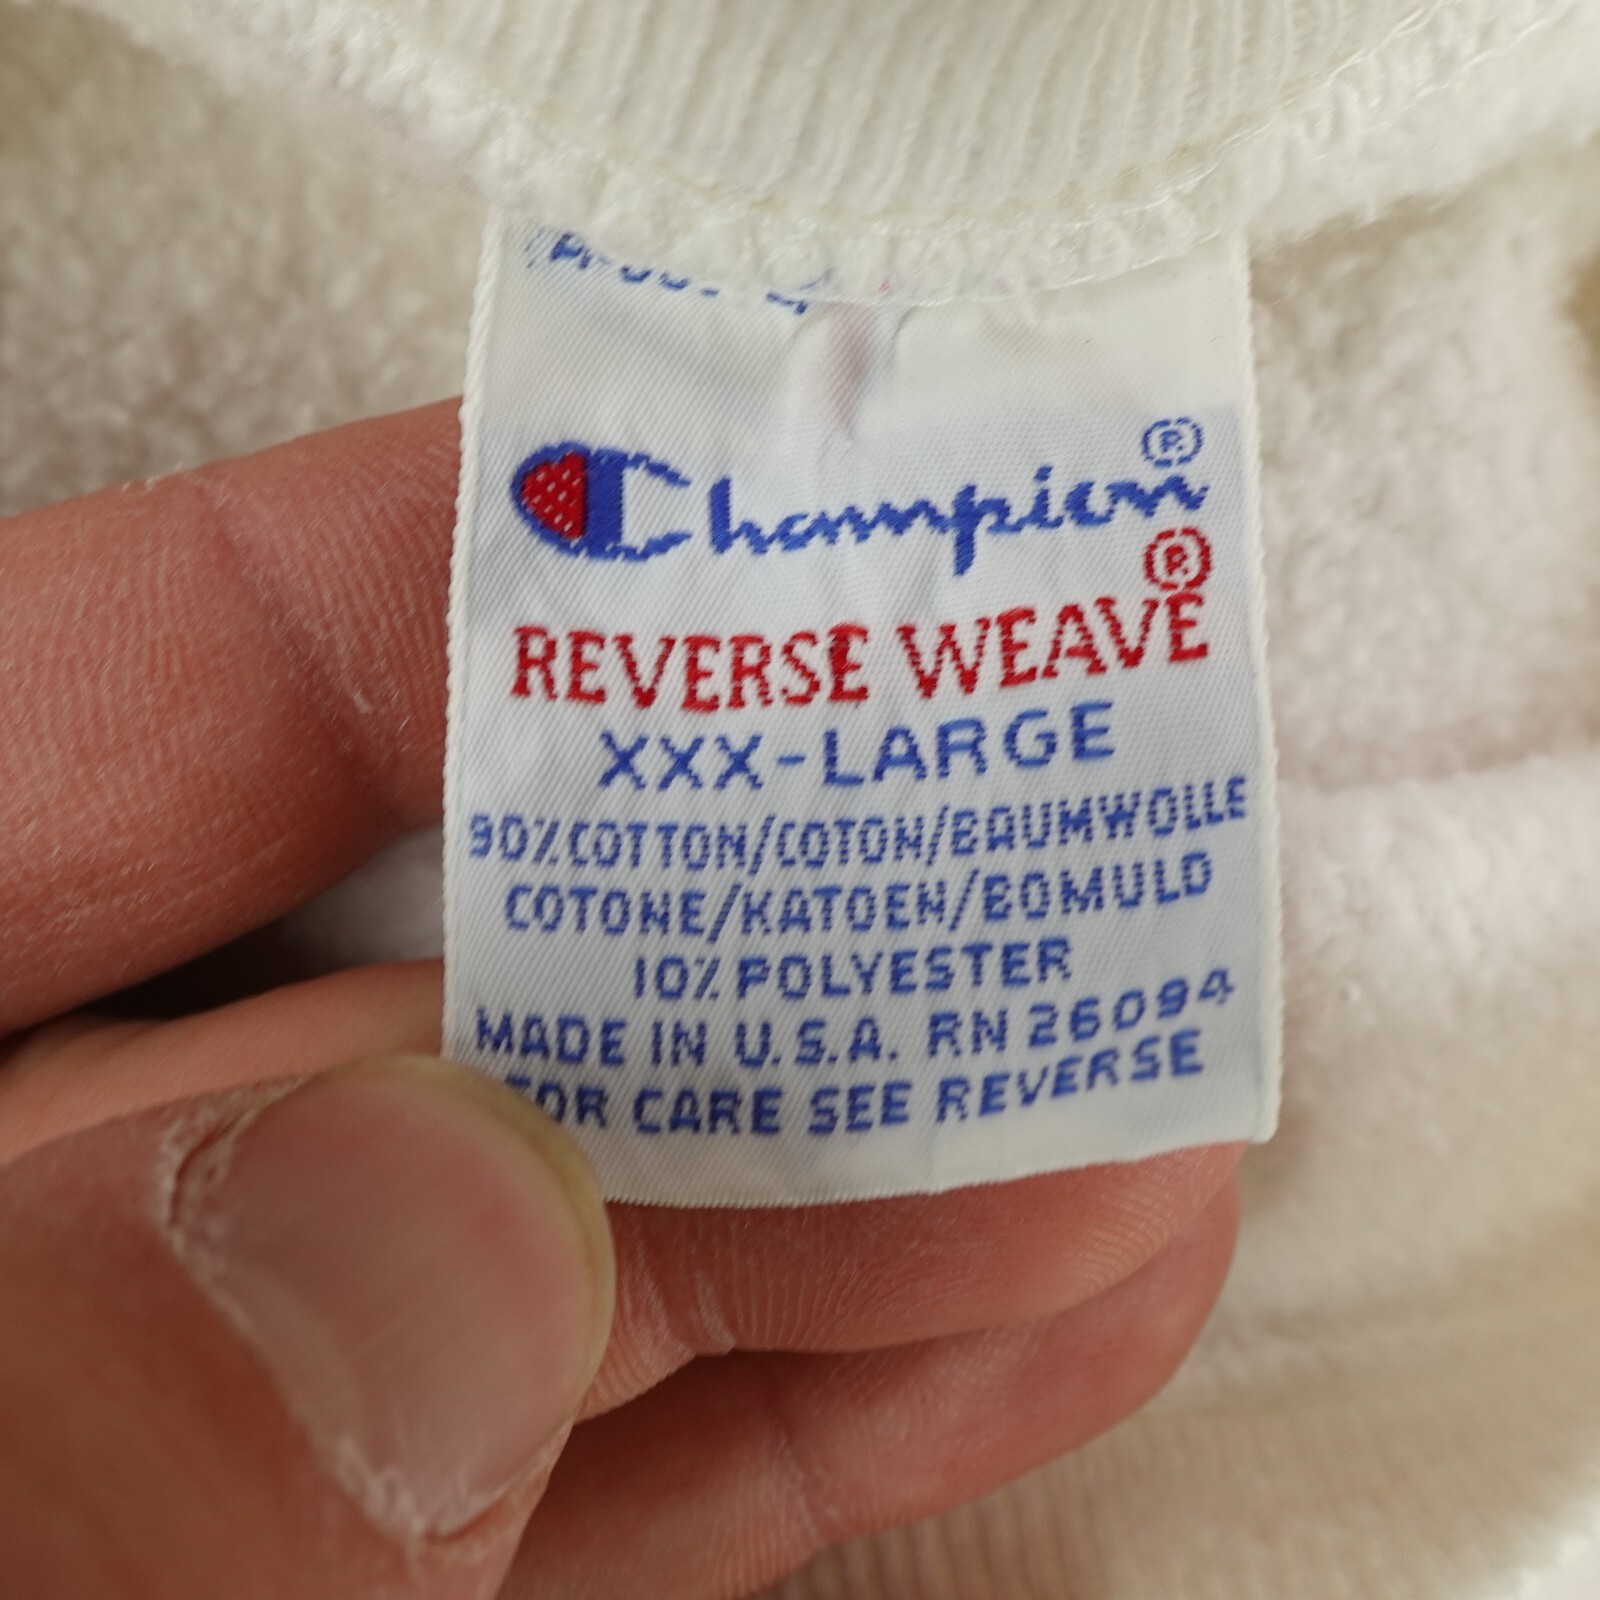 Champion®
REVERSE WEAVE®
XXX-LARGE
90% COTTON/COTON/BAUMWOLLE
COTONE/KATOEN/BOMULD
10% POLYESTER
MADE IN U.S.A. RN 26094
FOR CARE SEE REVERSE